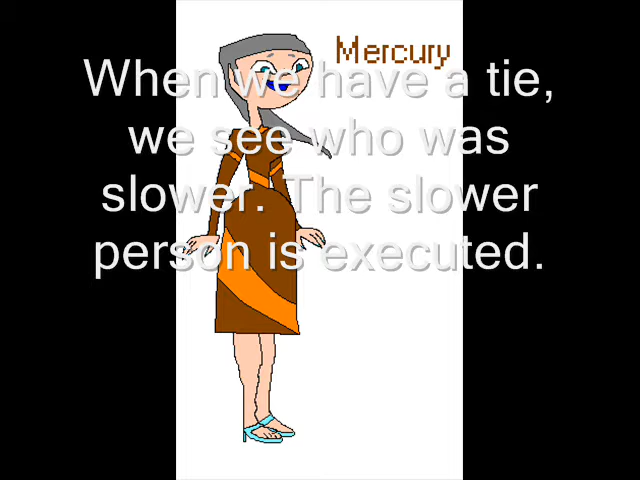 Mercury
When we have a tie,
we see who was
slower. The slower
person is executed.